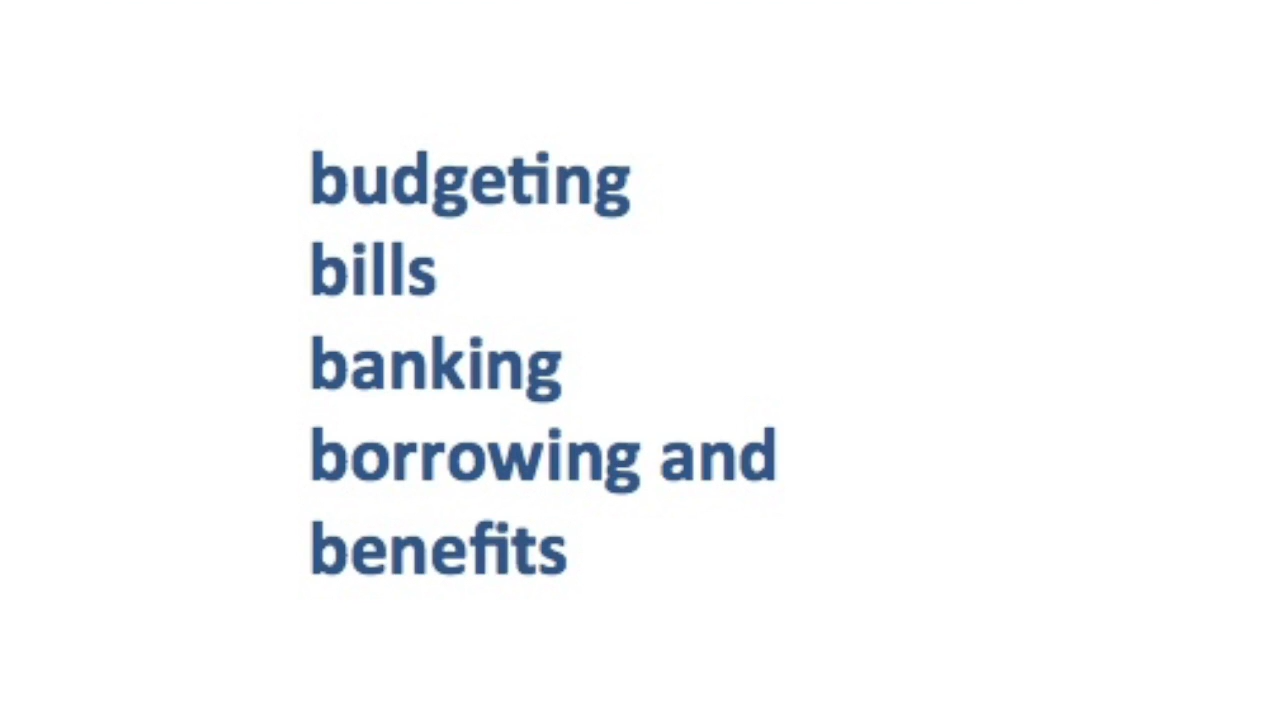 budgeting
bills
banking
borrowing and
benefits